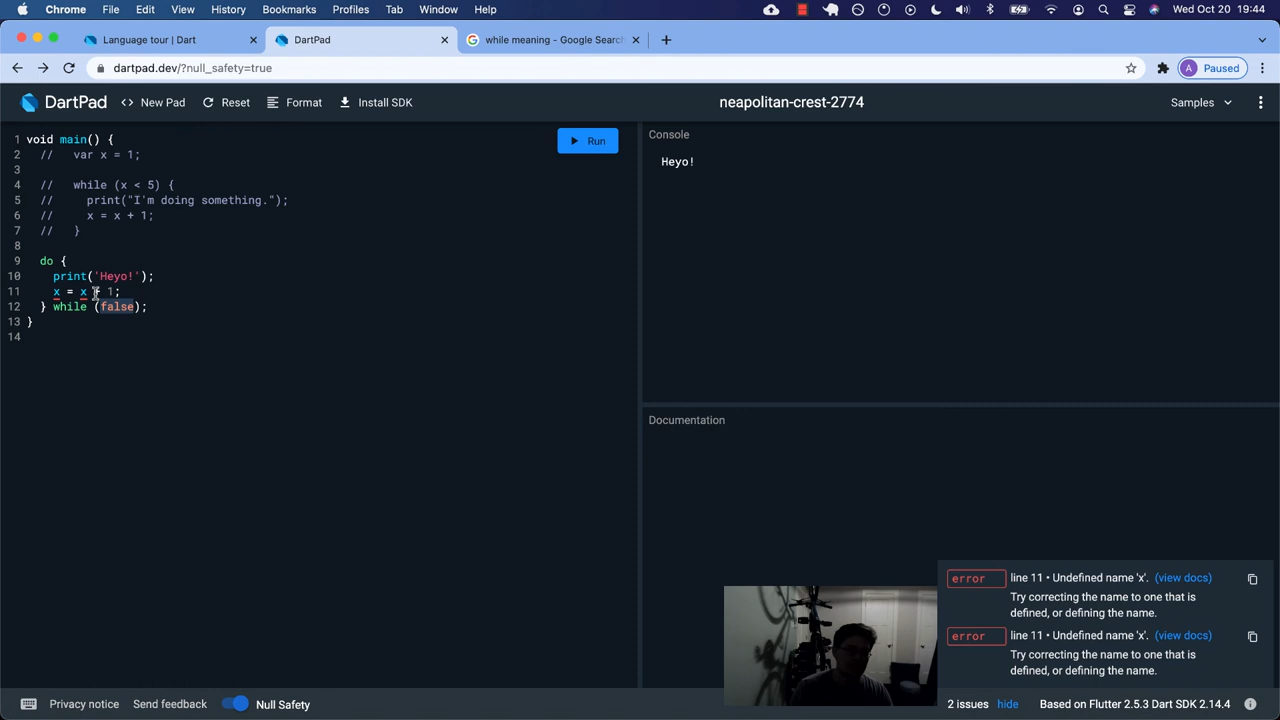 Chrome File Edit View History Bookmarks Profiles Tab Window Help Wed Oct 20 19:44
Language tour | Dart
DartPad
while meaning - Google Search
dartpad.dev/?null_safety=true
A Paused
DartPad
<> New Pad
Reset
Format
Install SDK
neapolitan-crest-2774
Samples
1 void main() {
2 // var x = 1;
3
4 // while (x < 5) {
5 // print("I'm doing something.");
6 // x = x + 1;
7 // }
8
9 do {
10 print('Heyo!');
11 x = x + 1;
12 } while (false);
13 }
14
Run
Console
Heyo!
Documentation
error line 11 • Undefined name 'x'. (view docs)
Try correcting the name to one that is
defined, or defining the name.
error line 11 • Undefined name 'x'. (view docs)
Try correcting the name to one that is
defined, or defining the name.
Privacy notice
Send feedback
Null Safety
2 issues hide
Based on Flutter 2.5.3 Dart SDK 2.14.4